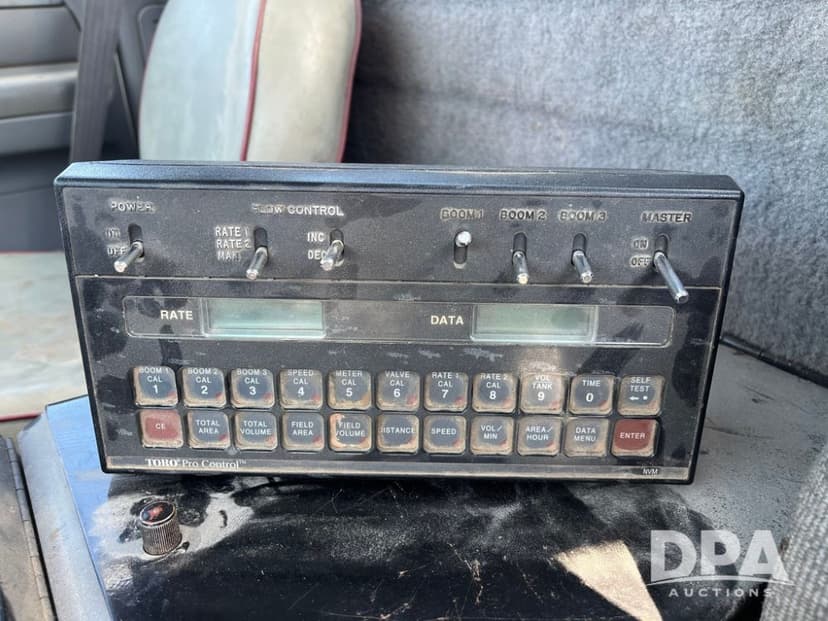 POWER FLOW CONTROL BOOM 1 BOOM 2 BOOM 3 MASTER
ON RATE 1 INC ON
OFF RATE 2 DEC OFF
MAN
RATE DATA
BOOM 1 BOOM 2 BOOM 3 SPEED METER VALVE RATE 1 RATE 2 VOL TIME SELF
CAL CAL CAL CAL CAL CAL CAL CAL TANK 0 TEST
1 2 3 4 5 6 7 8 9 ← •
CE TOTAL TOTAL FIELD FIELD DISTANCE SPEED VOL/ AREA/ DATA ENTER
AREA VOLUME AREA VOLUME MIN HOUR MENU
TORO® Pro Control™ NVM
DPA
AUCTIONS